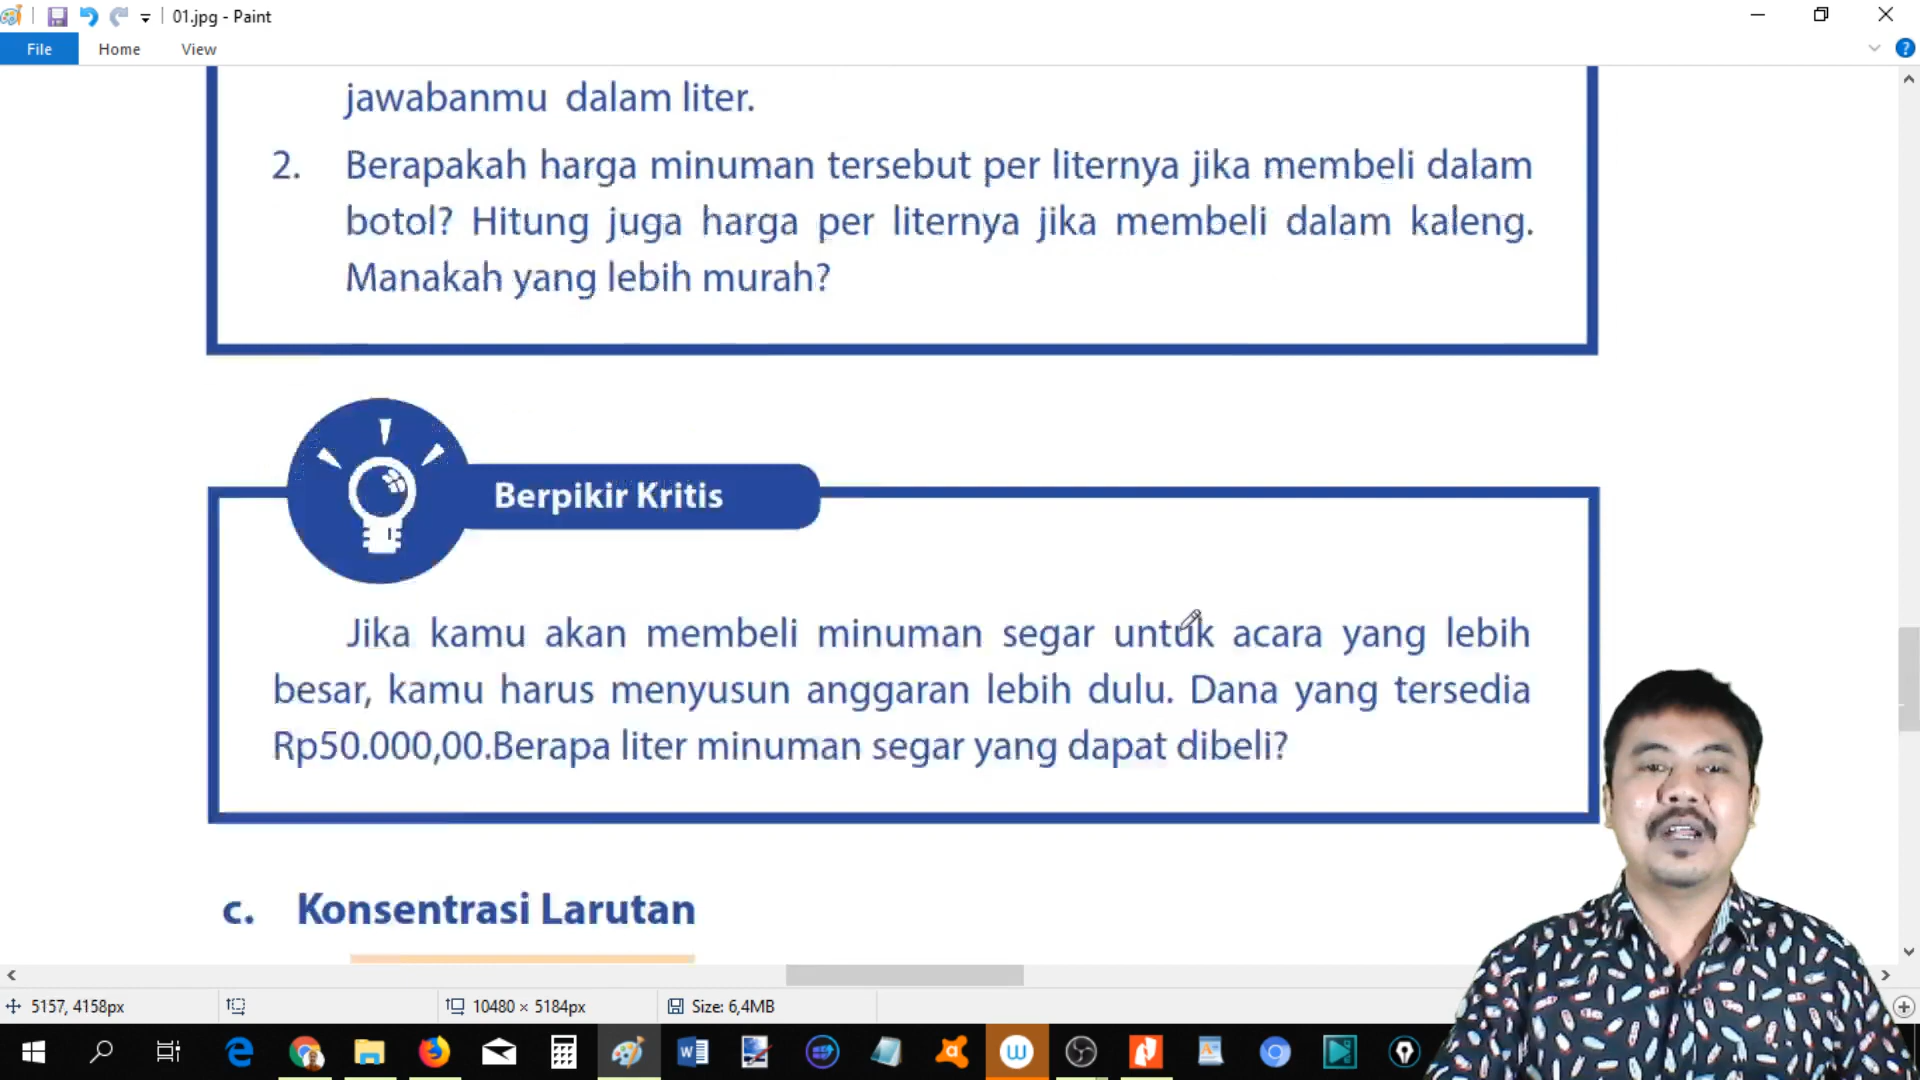 01.jpg - Paint
File Home View
jawabanmu dalam liter.
2. Berapakah harga minuman tersebut per liternya jika membeli dalam
botol? Hitung juga harga per liternya jika membeli dalam kaleng.
Manakah yang lebih murah?
Berpikir Kritis
Jika kamu akan membeli minuman segar untuk acara yang lebih
besar, kamu harus menyusun anggaran lebih dulu. Dana yang tersedia
Rp50.000,00.Berapa liter minuman segar yang dapat dibeli?
c. Konsentrasi Larutan
5157, 4158px 10480 × 5184px Size: 6,4MB